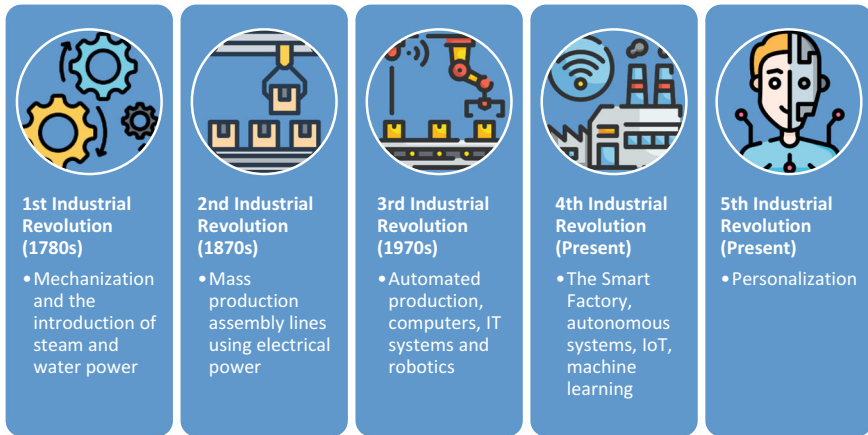 1st Industrial
Revolution
(1780s)
•Mechanization
and the
introduction of
steam and
water power
2nd Industrial
Revolution
(1870s)
•Mass
production
assembly lines
using electrical
power
3rd Industrial
Revolution
(1970s)
•Automated
production,
computers, IT
systems and
robotics
4th Industrial
Revolution
(Present)
•The Smart
Factory,
autonomous
systems, IoT,
machine
learning
5th Industrial
Revolution
(Present)
•Personalization